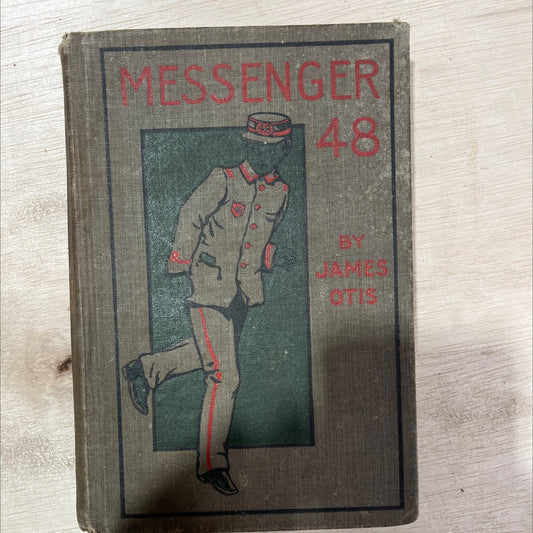 MESSENGER
48
BY
JAMES
OTIS